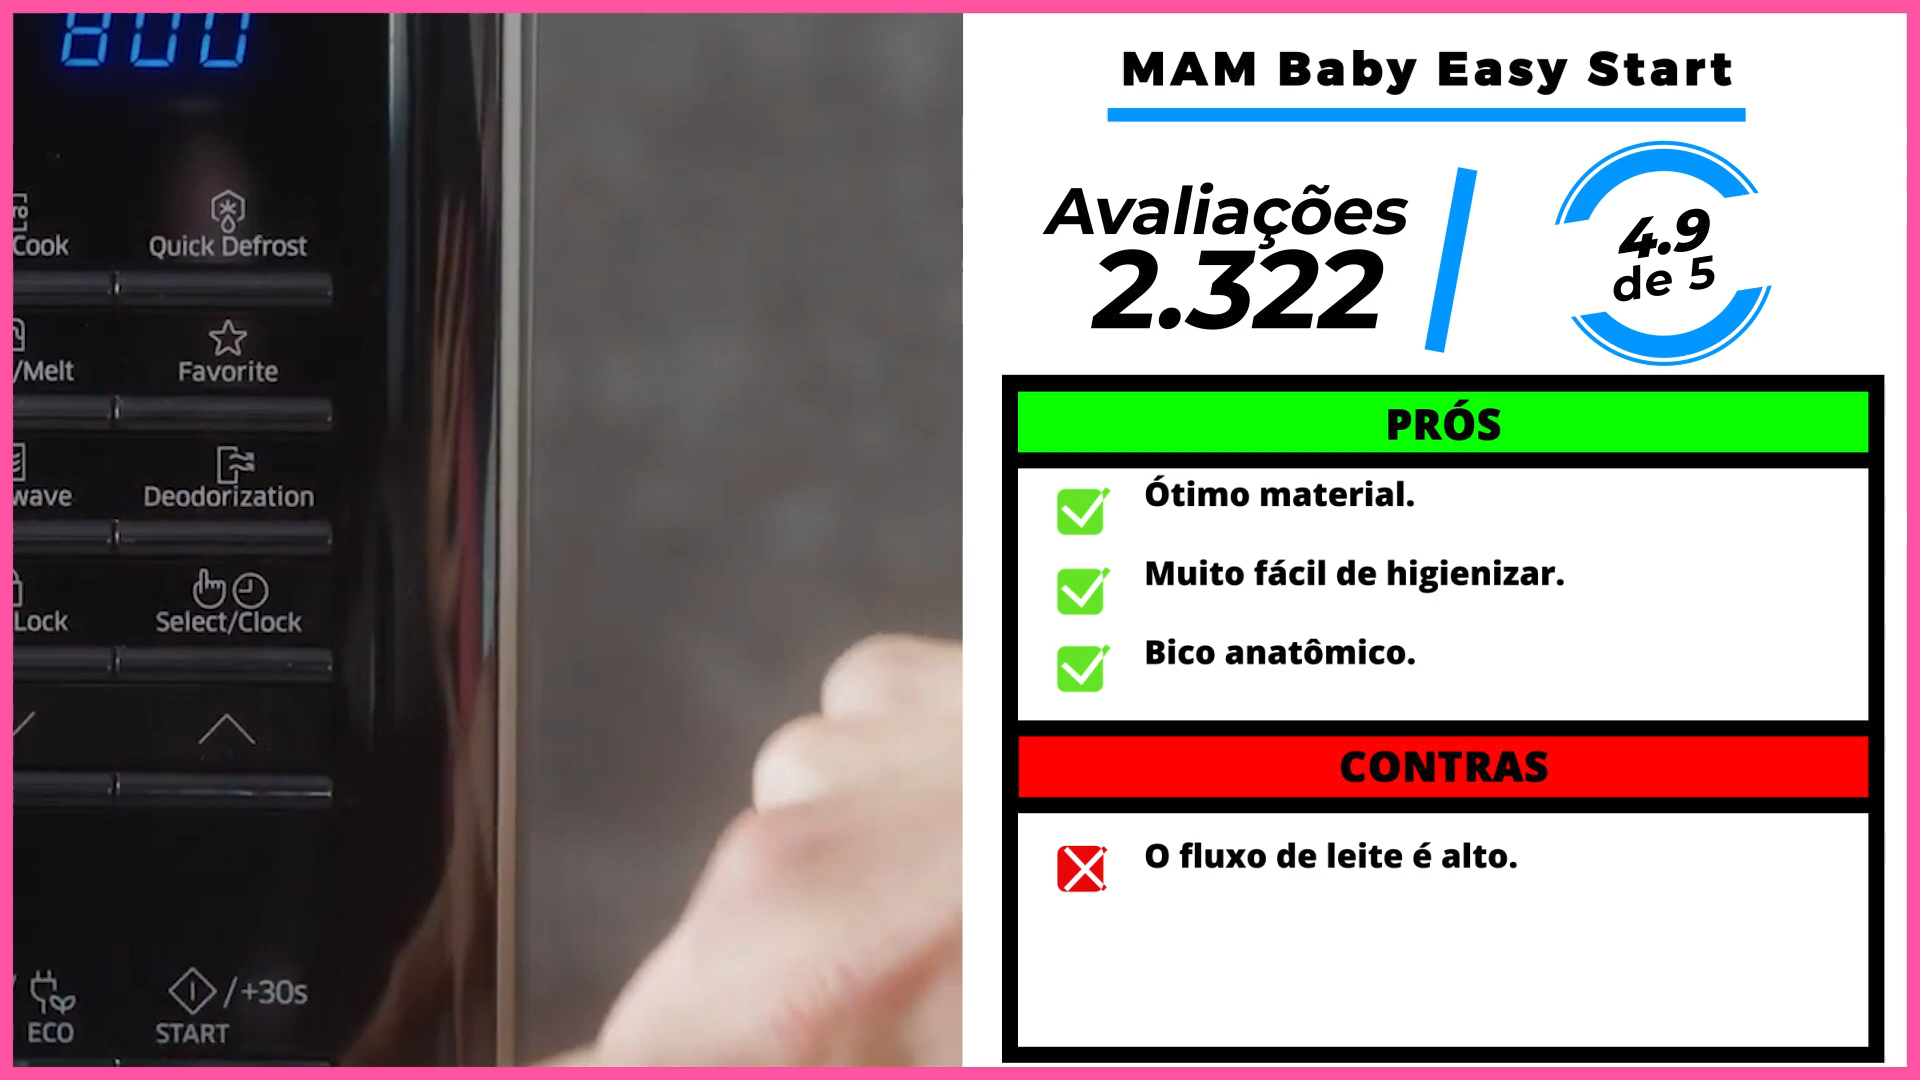 800
Cook
Quick Defrost
/Melt
Favorite
wave
Deodorization
Lock
Select/Clock
ECO
/+30s
START
MAM Baby Easy Start
Avaliações
2.322
4.9
de 5
PRÓS
Ótimo material.
Muito fácil de higienizar.
Bico anatômico.
CONTRAS
O fluxo de leite é alto.